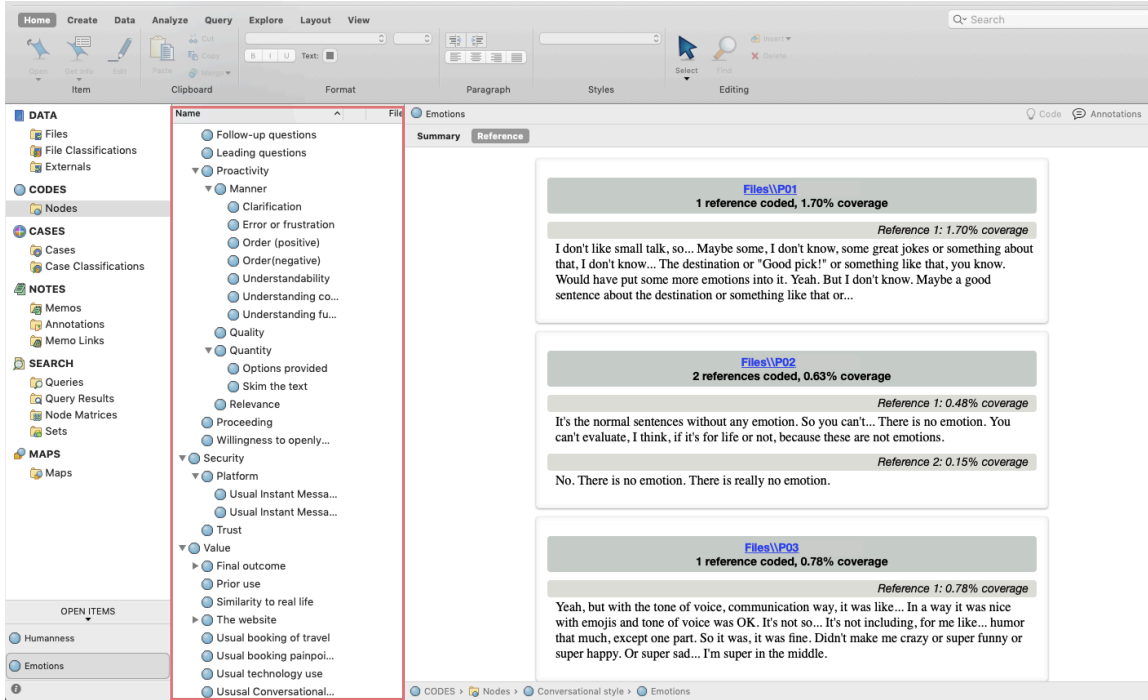 Home Create Data Analyze Query Explore Layout View
Search
Open Get Info Edit
Paste
Cut
Copy
Merge
B I U Text:
Select Find
Insert
Delete
Item Clipboard Format Paragraph Styles Editing
DATA
Files
File Classifications
Externals
CODES
Nodes
CASES
Cases
Case Classifications
NOTES
Memos
Annotations
Memo Links
SEARCH
Queries
Query Results
Node Matrices
Sets
MAPS
Maps
OPEN ITEMS
Humanness
Emotions
Name File
Follow-up questions
Leading questions
Proactivity
Manner
Clarification
Error or frustration
Order (positive)
Order(negative)
Understandability
Understanding co...
Understanding fu...
Quality
Quantity
Options provided
Skim the text
Relevance
Proceeding
Willingness to openly...
Security
Platform
Usual Instant Messa...
Usual Instant Messa...
Trust
Value
Final outcome
Prior use
Similarity to real life
The website
Usual booking of travel
Usual booking painpoi...
Usual technology use
Ususal Conversational...
Emotions
Code Annotations
Summary Reference
Files\\P01
1 reference coded, 1.70% coverage
Reference 1: 1.70% coverage
I don't like small talk, so... Maybe some, I don't know, some great jokes or something about
that, I don't know... The destination or "Good pick!" or something like that, you know.
Would have put some more emotions into it. Yeah. But I don't know. Maybe a good
sentence about the destination or something like that or...
Files\\P02
2 references coded, 0.63% coverage
Reference 1: 0.48% coverage
It's the normal sentences without any emotion. So you can't... There is no emotion. You
can't evaluate, I think, if it's for life or not, because these are not emotions.
Reference 2: 0.15% coverage
No. There is no emotion. There is really no emotion.
Files\\P03
1 reference coded, 0.78% coverage
Reference 1: 0.78% coverage
Yeah, but with the tone of voice, communication way, it was like... In a way it was nice
with emojis and tone of voice was OK. It's not so... It's not including, for me like... humor
that much, except one part. So it was, it was fine. Didn't make me crazy or super funny or
super happy. Or super sad... I'm super in the middle.
CODES › Nodes › Conversational style › Emotions